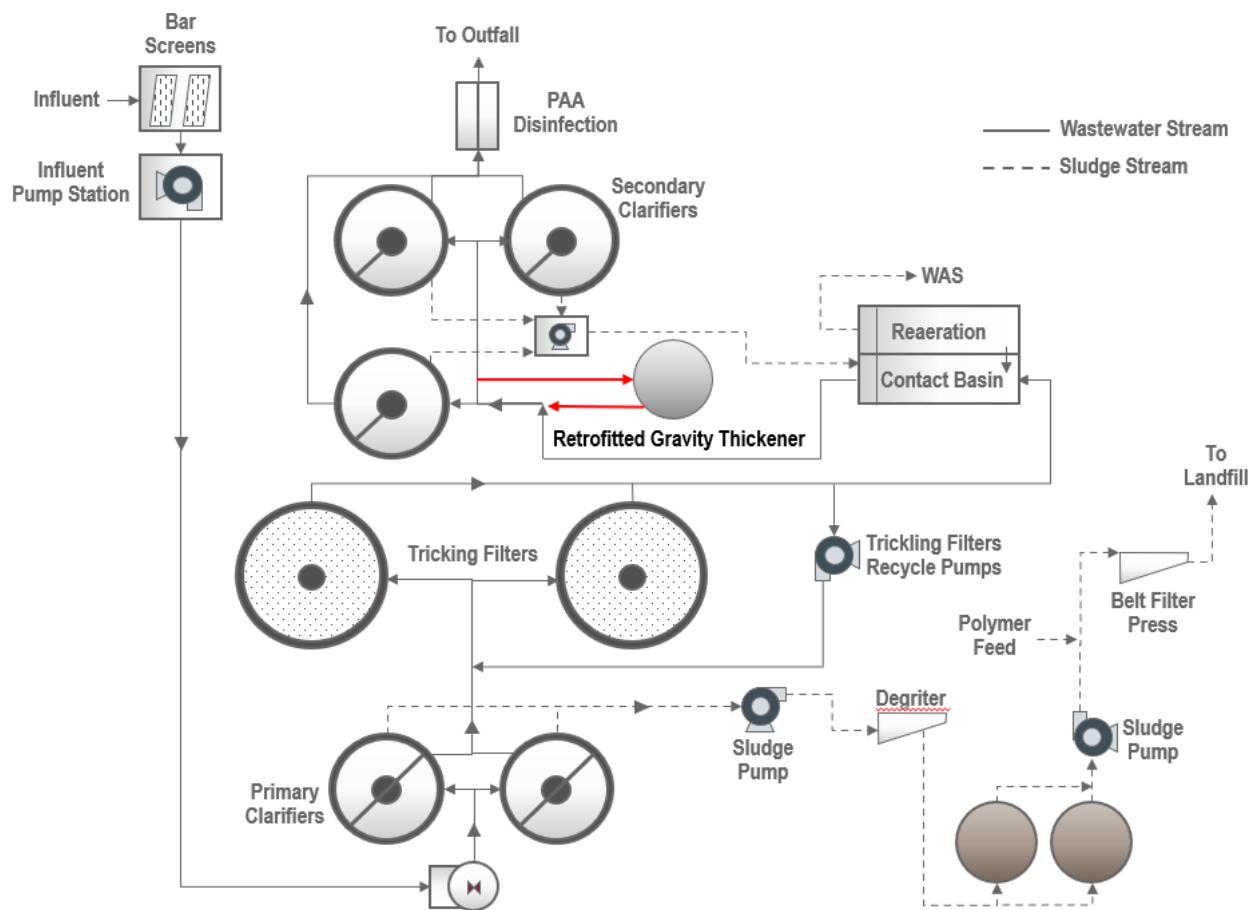 Bar
Screens
Influent
Influent
Pump Station
To Outfall
PAA
Disinfection
Wastewater Stream
Sludge Stream
Secondary
Clarifiers
WAS
Reaeration
Contact Basin
Retrofitted Gravity Thickener
To
Landfill
Tricking Filters
Trickling Filters
Recycle Pumps
Belt Filter
Press
Polymer
Feed
Degriter
Sludge
Pump
Sludge
Pump
Primary
Clarifiers